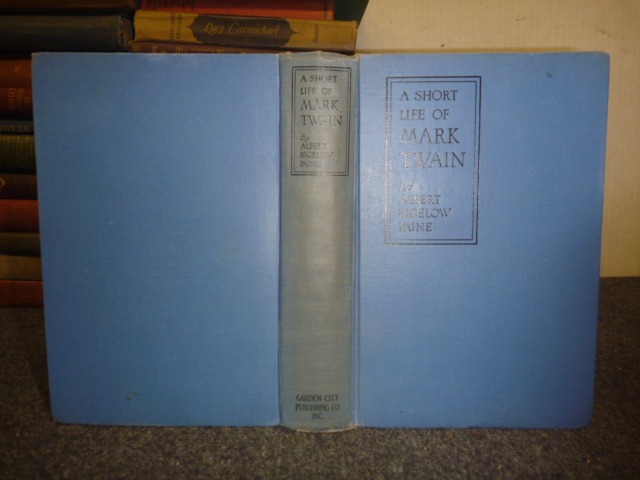 Lucy Carmichael
A SHORT
LIFE OF
MARK
TWAIN
By
ALBERT
BIGELOW
PAINE
GARDEN CITY
PUBLISHING CO.
INC.
A SHORT
LIFE OF
MARK
TWAIN
By
ALBERT
BIGELOW
PAINE